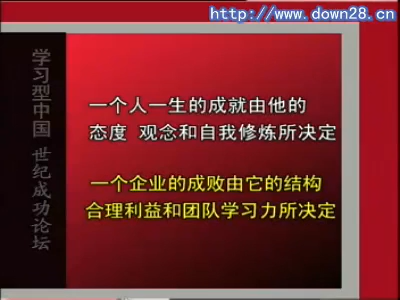 http://www.down28.cn
学习型中国 世纪成功论坛
一个人一生的成就由他的
态度 观念和自我修炼所决定
一个企业的成败由它的结构
合理利益和团队学习力所决定